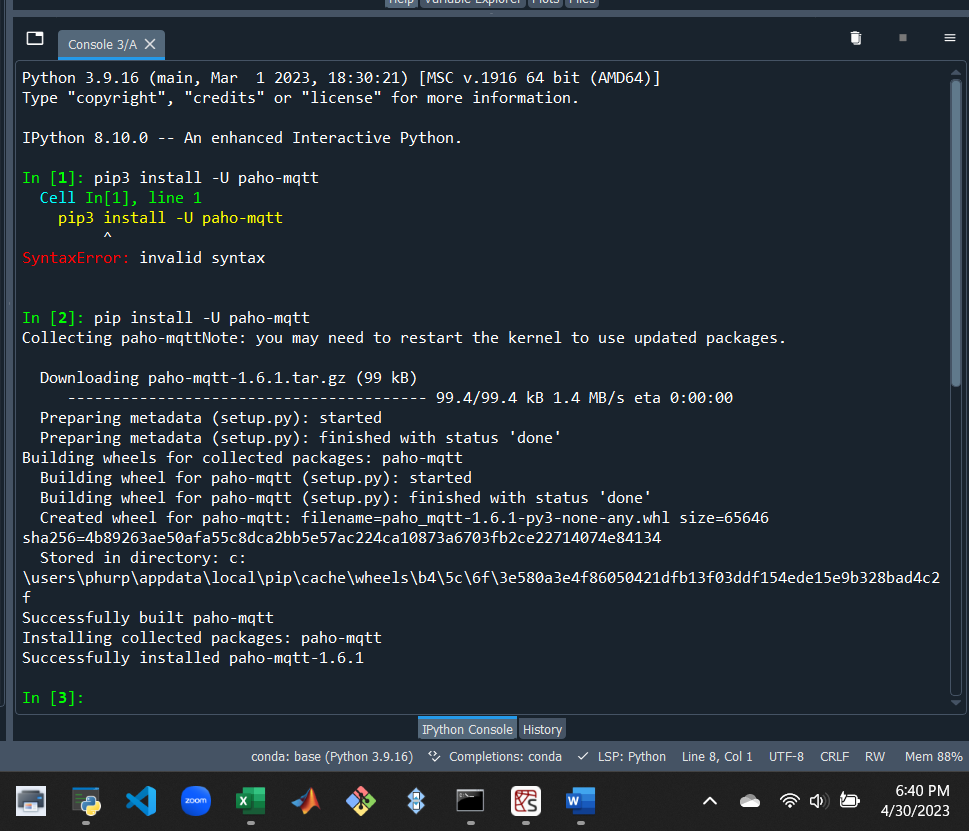 Help Variable Explorer Plots Files
Console 3/A
Python 3.9.16 (main, Mar  1 2023, 18:30:21) [MSC v.1916 64 bit (AMD64)]
Type "copyright", "credits" or "license" for more information.
IPython 8.10.0 -- An enhanced Interactive Python.
In [1]: pip3 install -U paho-mqtt
  Cell In[1], line 1
    pip3 install -U paho-mqtt
         ^
SyntaxError: invalid syntax
In [2]: pip install -U paho-mqtt
Collecting paho-mqttNote: you may need to restart the kernel to use updated packages.
  Downloading paho-mqtt-1.6.1.tar.gz (99 kB)
     ---------------------------------------- 99.4/99.4 kB 1.4 MB/s eta 0:00:00
  Preparing metadata (setup.py): started
  Preparing metadata (setup.py): finished with status 'done'
Building wheels for collected packages: paho-mqtt
  Building wheel for paho-mqtt (setup.py): started
  Building wheel for paho-mqtt (setup.py): finished with status 'done'
  Created wheel for paho-mqtt: filename=paho_mqtt-1.6.1-py3-none-any.whl size=65646
sha256=4b89263ae50afa55c8dca2bb5e57ac224ca10873a6703fb2ce22714074e84134
  Stored in directory: c:
\users\phurp\appdata\local\pip\cache\wheels\b4\5c\6f\3e580a3e4f86050421dfb13f03ddf154ede15e9b328bad4c2
f
Successfully built paho-mqtt
Installing collected packages: paho-mqtt
Successfully installed paho-mqtt-1.6.1
In [3]:
IPython Console History
conda: base (Python 3.9.16) Completions: conda LSP: Python Line 8, Col 1 UTF-8 CRLF RW Mem 88%
zoom
6:40 PM
4/30/2023